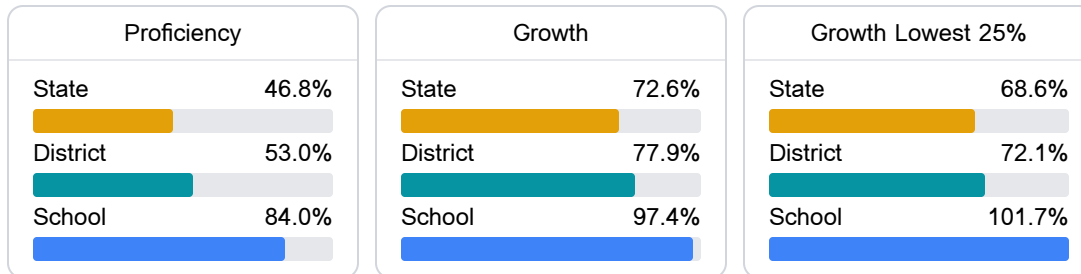 Proficiency
State 46.8%
District 53.0%
School 84.0%
Growth
State 72.6%
District 77.9%
School 97.4%
Growth Lowest 25%
State 68.6%
District 72.1%
School 101.7%